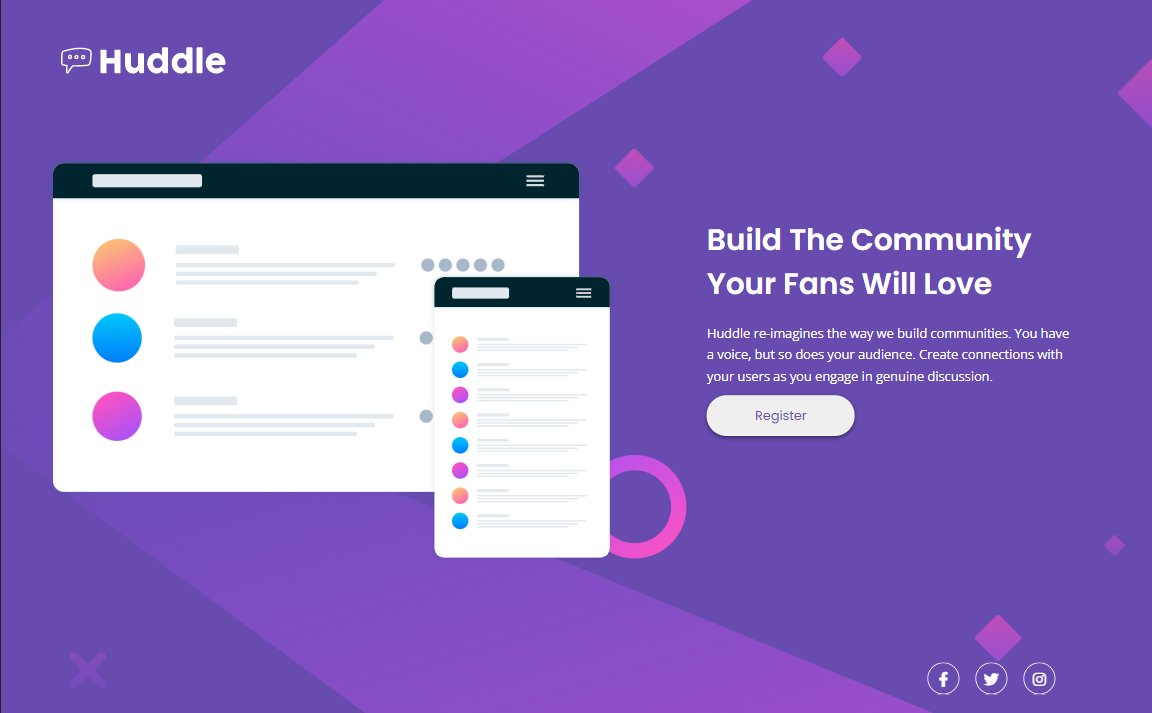 Huddle
Build The Community
Your Fans Will Love
Huddle re-imagines the way we build communities. You have
a voice, but so does your audience. Create connections with
your users as you engage in genuine discussion.
Register